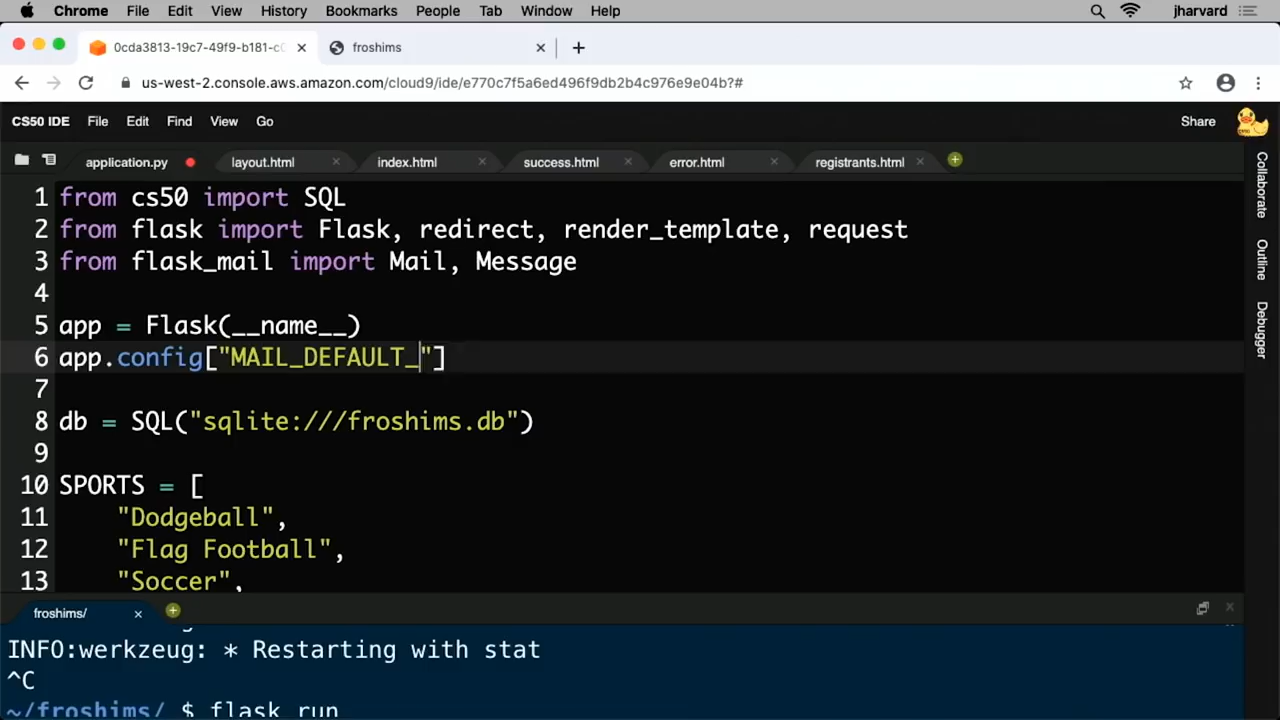 Chrome File Edit View History Bookmarks People Tab Window Help jharvard
0cda3813-19c7-49f9-b181-c0 froshims
us-west-2.console.aws.amazon.com/cloud9/ide/e770c7f5a6ed496f9db2b4c976e9e04b?#
CS50 IDE File Edit Find View Go Share
application.py layout.html index.html success.html error.html registrants.html
1 from cs50 import SQL
2 from flask import Flask, redirect, render_template, request
3 from flask_mail import Mail, Message
4
5 app = Flask(__name__)
6 app.config["MAIL_DEFAULT_"]
7
8 db = SQL("sqlite:///froshims.db")
9
10 SPORTS = [
11 "Dodgeball",
12 "Flag Football",
13 "Soccer",
Collaborate
Outline
Debugger
froshims/
INFO:werkzeug: * Restarting with stat
^C
~/froshims/ $ flask run